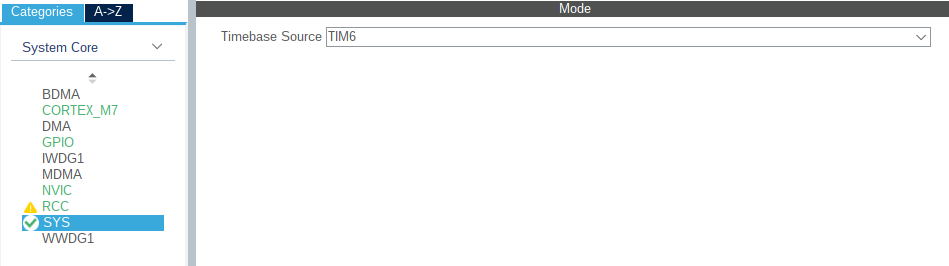 Categories A->Z
System Core
BDMA
CORTEX_M7
DMA
GPIO
IWDG1
MDMA
NVIC
RCC
SYS
WWDG1
Mode
Timebase Source TIM6